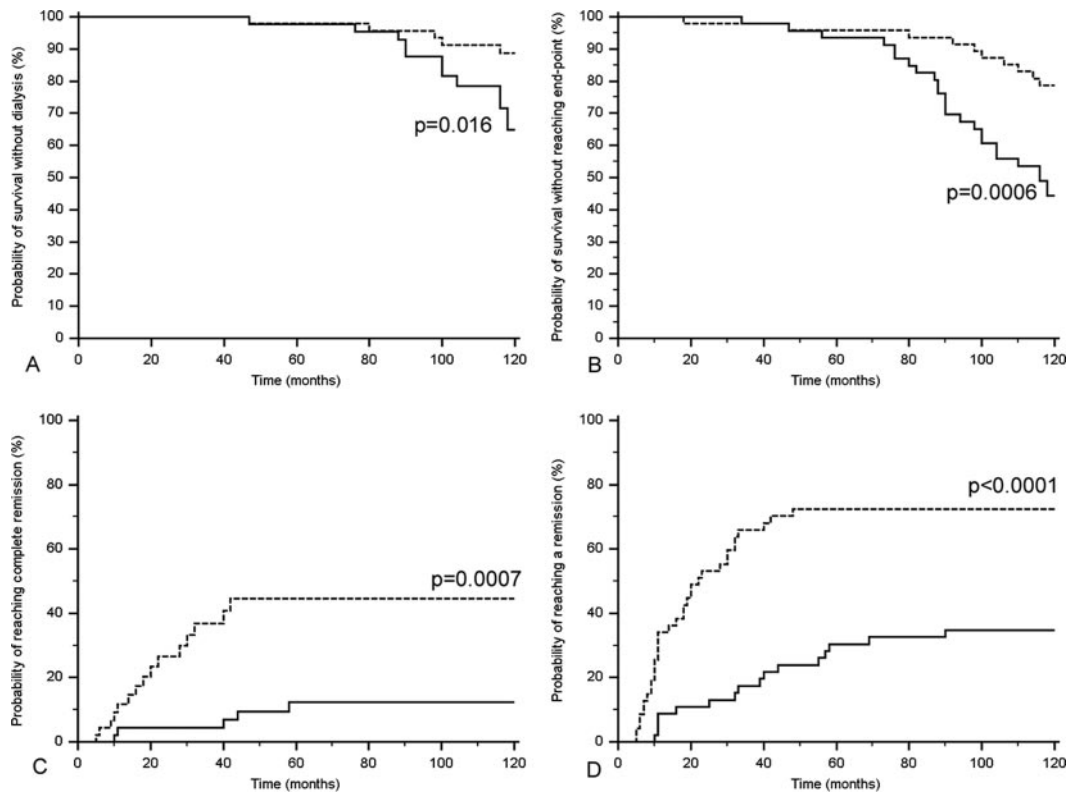 Probability of survival without dialysis (%)
100
90
80
70
60
50
40
30
20
10
0
p=0.016
0 20 40 60 80 100 120
A
Time (months)
Probability of survival without reaching end-point (%)
100
90
80
70
60
50
40
30
20
10
0
p=0.0006
0 20 40 60 80 100 120
B
Time (months)
Probability of reaching complete remission (%)
100
80
60
40
20
0
p=0.0007
0 20 40 60 80 100 120
C
Time (months)
Probability of reaching a remission (%)
100
80
60
40
20
0
p<0.0001
0 20 40 60 80 100 120
D
Time (months)